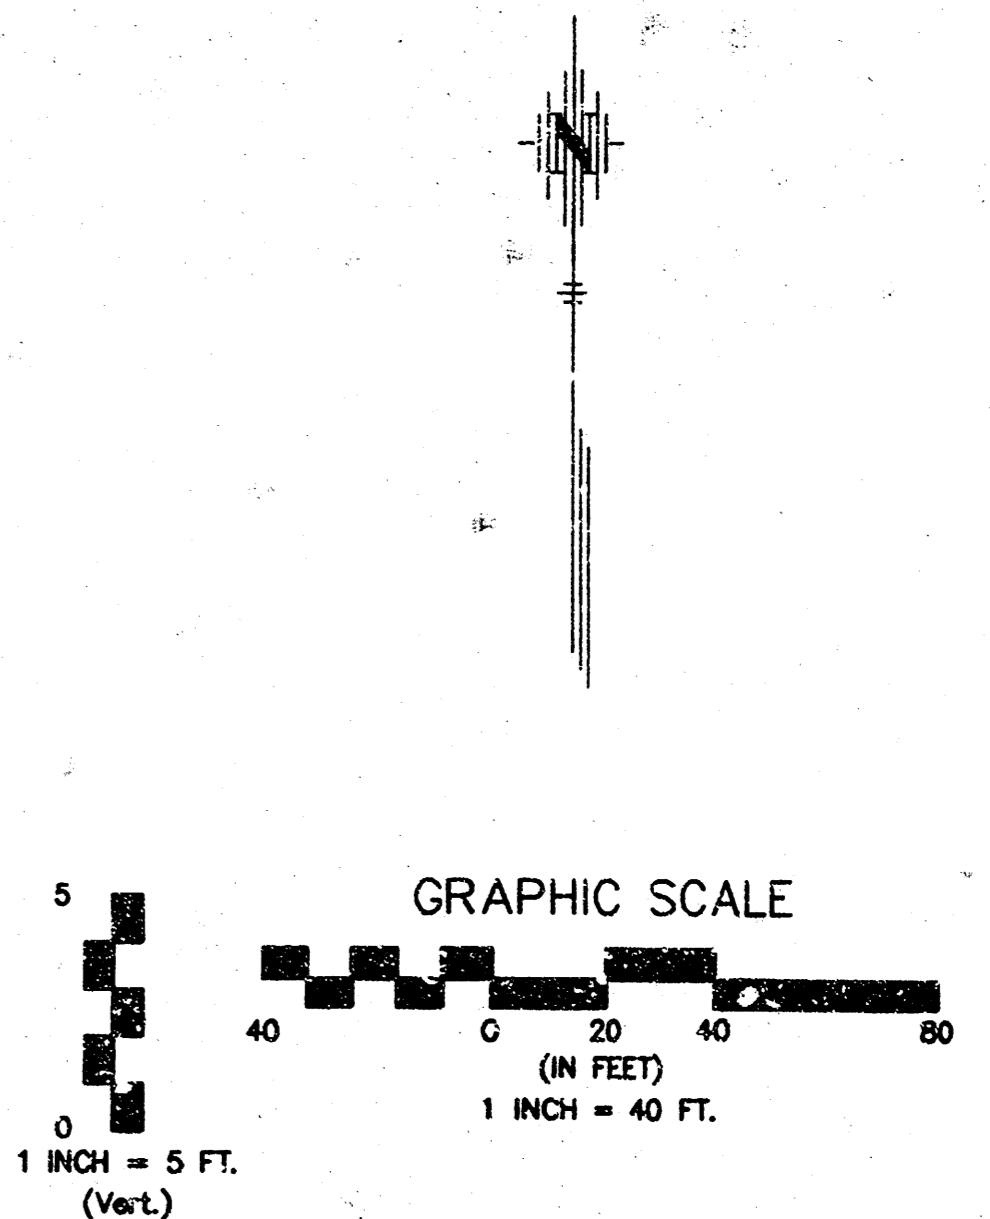 N
GRAPHIC SCALE
5
0
40 0 20 40 80
(IN FEET)
1 INCH = 40 FT.
1 INCH = 5 FT.
(Vert.)